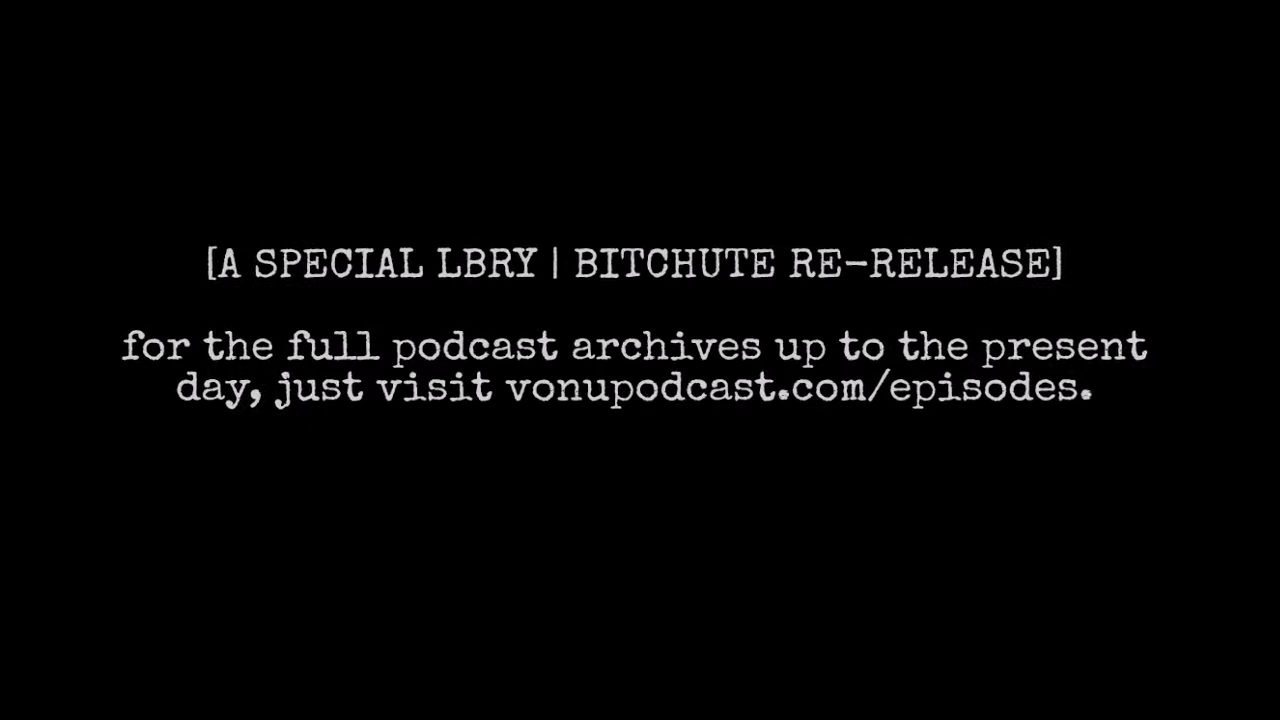 [A SPECIAL LBRY | BITCHUTE RE-RELEASE]
for the full podcast archives up to the present
day, just visit vonupodcast.com/episodes.